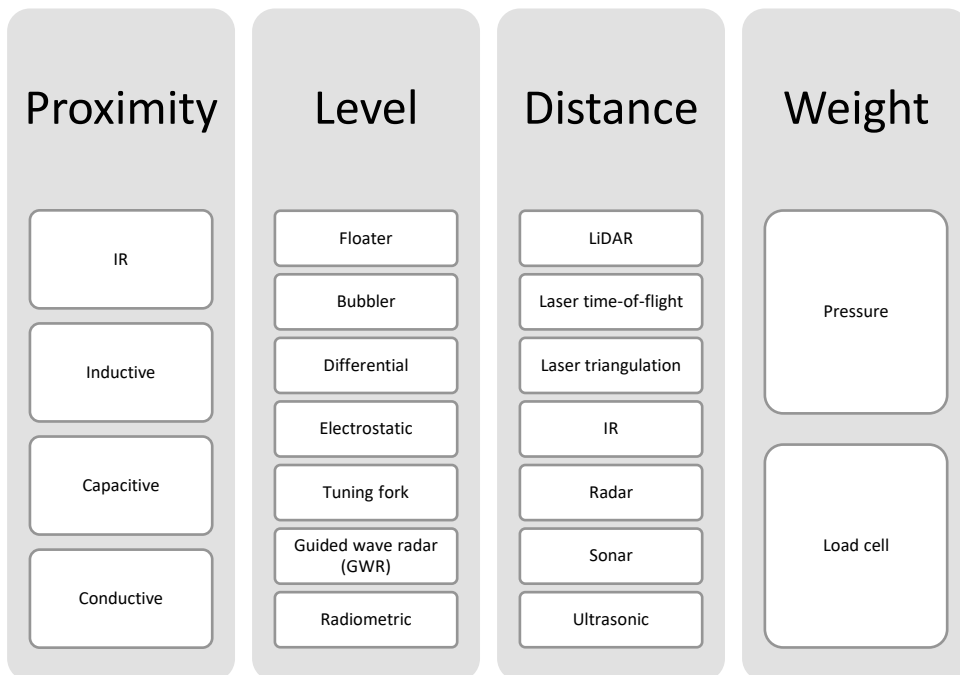 Proximity
IR
Inductive
Capacitive
Conductive
Level
Floater
Bubbler
Differential
Electrostatic
Tuning fork
Guided wave radar
(GWR)
Radiometric
Distance
LiDAR
Laser time-of-flight
Laser triangulation
IR
Radar
Sonar
Ultrasonic
Weight
Pressure
Load cell